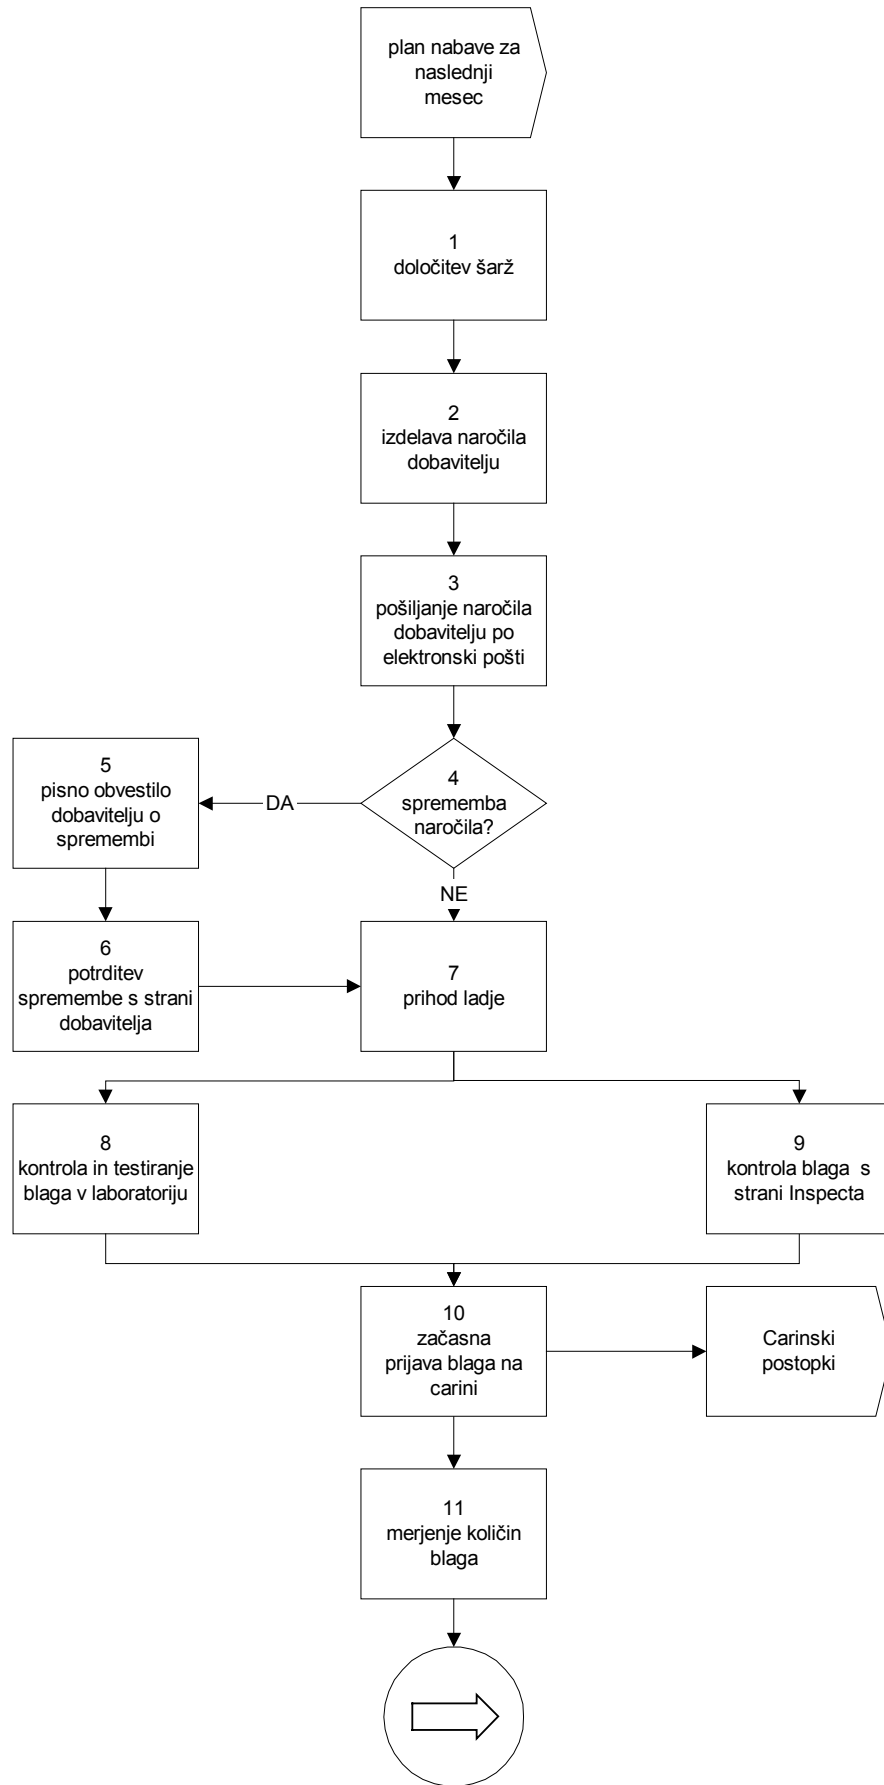 plan nabave za
naslednji
mesec
1
določitev šarž
2
izdelava naročila
dobavitelju
3
pošiljanje naročila
dobavitelju po
elektronski pošti
4
sprememba
naročila?
DA
NE
5
pisno obvestilo
dobavitelju o
spremembi
6
potrditev
spremembe s strani
dobavitelja
7
prihod ladje
8
kontrola in testiranje
blaga v laboratoriju
9
kontrola blaga s
strani Inspecta
10
začasna
prijava blaga na
carini
Carinski
postopki
11
merjenje količin
blaga